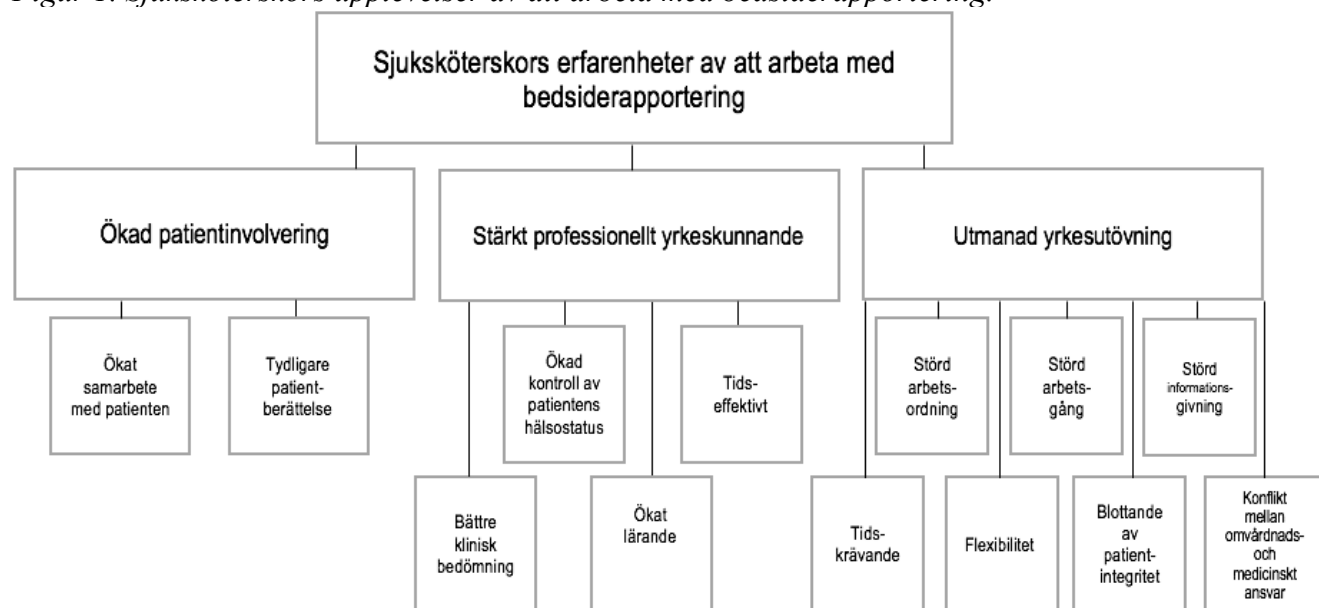 Figur 1. Sjuksköterskors upplevelser av att arbeta med bedsiderapportering.
Sjuksköterskors erfarenheter av att arbeta med
bedsiderapportering
Ökad patientinvolvering
Stärkt professionellt yrkeskunnande
Utmanad yrkesutövning
Ökat
samarbete
med patienten
Tydligare
patient-
berättelse
Ökad
kontroll av
patientens
hälsostatus
Tids-
effektivt
Störd
arbets-
ordning
Störd
arbets-
gång
Störd
informations-
givning
Bättre
klinisk
bedömning
Ökat
lärande
Tids-
krävande
Flexibilitet
Blottande
av
patient-
integritet
Konflikt
mellan
omvårdnads-
och
medicinskt
ansvar